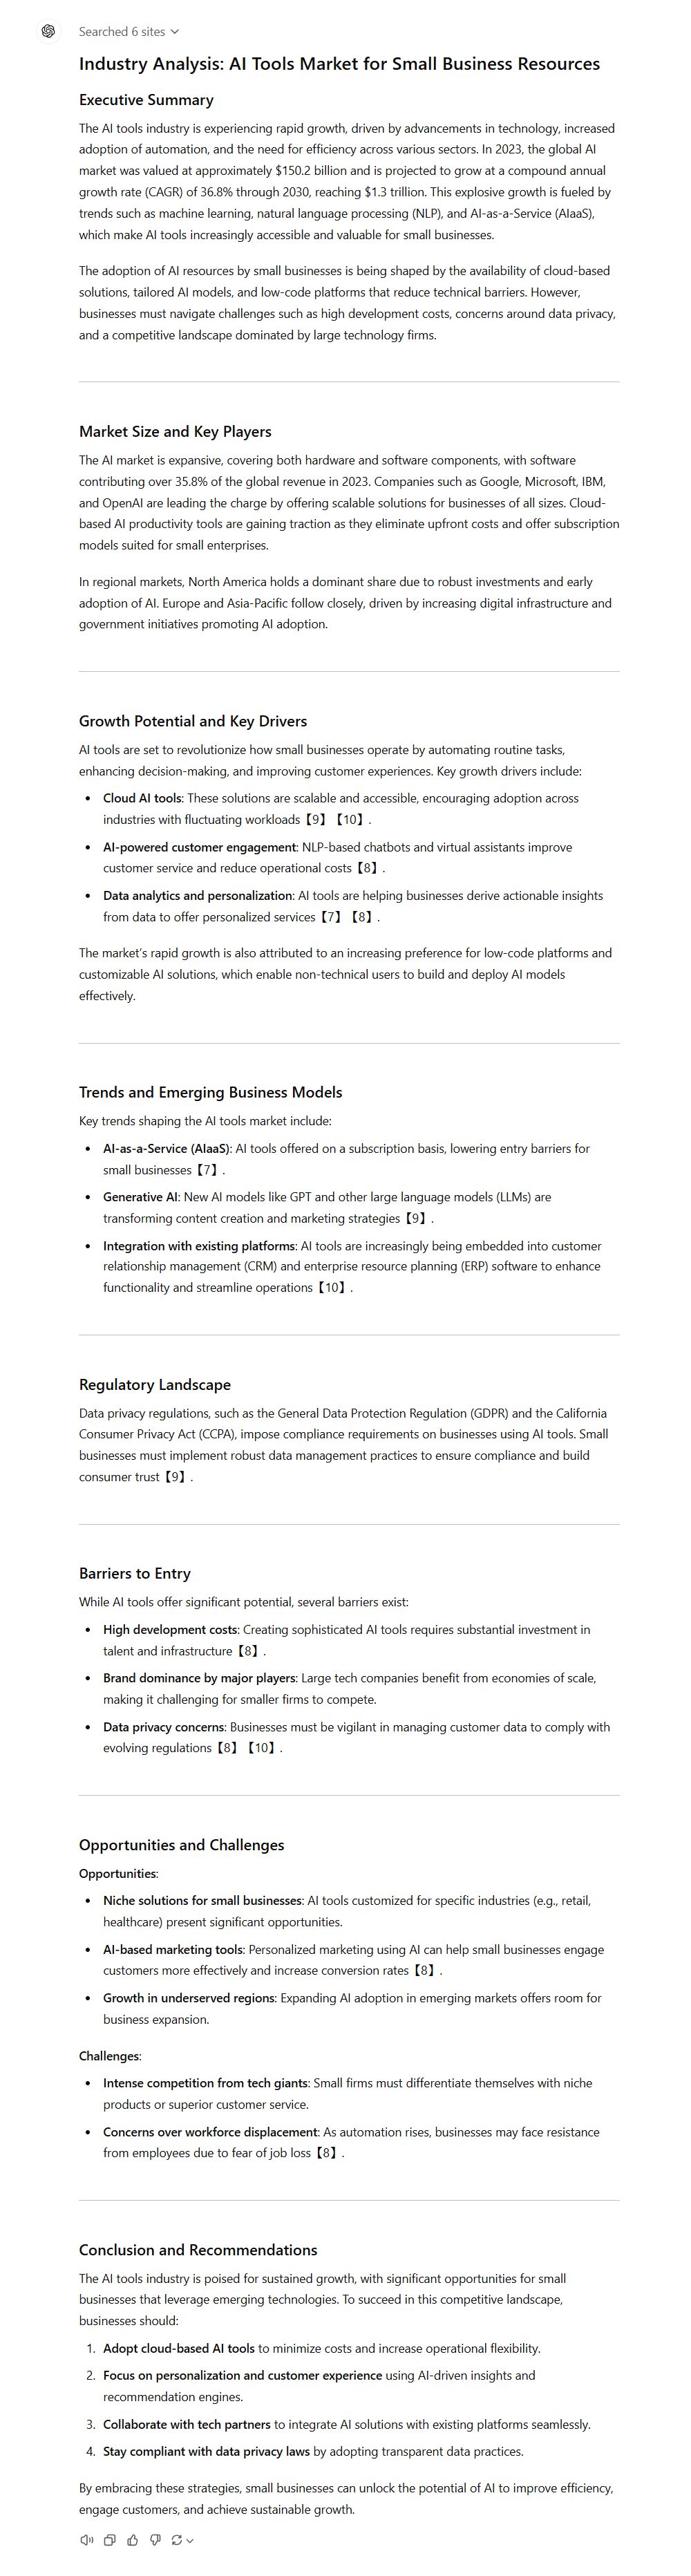 Searched 6 sites
Industry Analysis: AI Tools Market for Small Business Resources
Executive Summary
The AI tools industry is experiencing rapid growth, driven by advancements in technology, increased
adoption of automation, and the need for efficiency across various sectors. In 2023, the global AI
market was valued at approximately $150.2 billion and is projected to grow at a compound annual
growth rate (CAGR) of 36.8% through 2030, reaching $1.3 trillion. This explosive growth is fueled by
trends such as machine learning, natural language processing (NLP), and AI-as-a-Service (AIaaS),
which make AI tools increasingly accessible and valuable for small businesses.
The adoption of AI resources by small businesses is being shaped by the availability of cloud-based
solutions, tailored AI models, and low-code platforms that reduce technical barriers. However,
businesses must navigate challenges such as high development costs, concerns around data privacy,
and a competitive landscape dominated by large technology firms.
Market Size and Key Players
The AI market is expansive, covering both hardware and software components, with software
contributing over 35.8% of the global revenue in 2023. Companies such as Google, Microsoft, IBM,
and OpenAI are leading the charge by offering scalable solutions for businesses of all sizes. Cloud-
based AI productivity tools are gaining traction as they eliminate upfront costs and offer subscription
models suited for small enterprises.
In regional markets, North America holds a dominant share due to robust investments and early
adoption of AI. Europe and Asia-Pacific follow closely, driven by increasing digital infrastructure and
government initiatives promoting AI adoption.
Growth Potential and Key Drivers
AI tools are set to revolutionize how small businesses operate by automating routine tasks,
enhancing decision-making, and improving customer experiences. Key growth drivers include:
• Cloud AI tools: These solutions are scalable and accessible, encouraging adoption across
industries with fluctuating workloads【9】【10】.
• AI-powered customer engagement: NLP-based chatbots and virtual assistants improve
customer service and reduce operational costs【8】.
• Data analytics and personalization: AI tools are helping businesses derive actionable insights
from data to offer personalized services【7】【8】.
The market's rapid growth is also attributed to an increasing preference for low-code platforms and
customizable AI solutions, which enable non-technical users to build and deploy AI models
effectively.
Trends and Emerging Business Models
Key trends shaping the AI tools market include:
• AI-as-a-Service (AIaaS): AI tools offered on a subscription basis, lowering entry barriers for
small businesses【7】.
• Generative AI: New AI models like GPT and other large language models (LLMs) are
transforming content creation and marketing strategies【9】.
• Integration with existing platforms: AI tools are increasingly being embedded into customer
relationship management (CRM) and enterprise resource planning (ERP) software to enhance
functionality and streamline operations【10】.
Regulatory Landscape
Data privacy regulations, such as the General Data Protection Regulation (GDPR) and the California
Consumer Privacy Act (CCPA), impose compliance requirements on businesses using AI tools. Small
businesses must implement robust data management practices to ensure compliance and build
consumer trust【9】.
Barriers to Entry
While AI tools offer significant potential, several barriers exist:
• High development costs: Creating sophisticated AI tools requires substantial investment in
talent and infrastructure【8】.
• Brand dominance by major players: Large tech companies benefit from economies of scale,
making it challenging for smaller firms to compete.
• Data privacy concerns: Businesses must be vigilant in managing customer data to comply with
evolving regulations【8】【10】.
Opportunities and Challenges
Opportunities:
• Niche solutions for small businesses: AI tools customized for specific industries (e.g., retail,
healthcare) present significant opportunities.
• AI-based marketing tools: Personalized marketing using AI can help small businesses engage
customers more effectively and increase conversion rates【8】.
• Growth in underserved regions: Expanding AI adoption in emerging markets offers room for
business expansion.
Challenges:
• Intense competition from tech giants: Small firms must differentiate themselves with niche
products or superior customer service.
• Concerns over workforce displacement: As automation rises, businesses may face resistance
from employees due to fear of job loss【8】.
Conclusion and Recommendations
The AI tools industry is poised for sustained growth, with significant opportunities for small
businesses that leverage emerging technologies. To succeed in this competitive landscape,
businesses should:
1. Adopt cloud-based AI tools to minimize costs and increase operational flexibility.
2. Focus on personalization and customer experience using AI-driven insights and
recommendation engines.
3. Collaborate with tech partners to integrate AI solutions with existing platforms seamlessly.
4. Stay compliant with data privacy laws by adopting transparent data practices.
By embracing these strategies, small businesses can unlock the potential of AI to improve efficiency,
engage customers, and achieve sustainable growth.